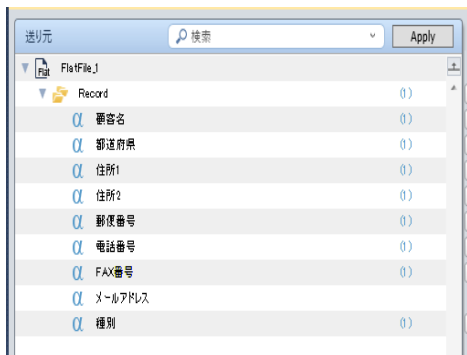 送り元 検索 Apply
Flat FlatFile_1
Record (1)
α 顧客名 (1)
α 都道府県 (1)
α 住所1 (1)
α 住所2 (1)
α 郵便番号 (1)
α 電話番号 (1)
α FAX番号 (1)
α メールアドレス
α 種別 (1)